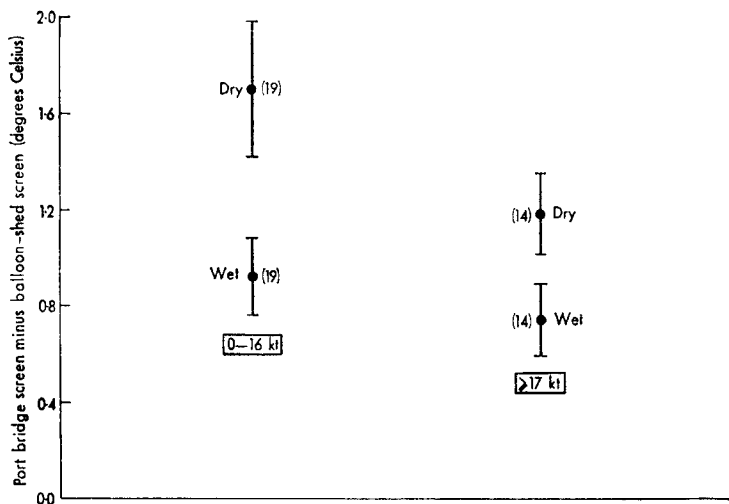 Port bridge screen minus balloon-shed screen (degrees Celsius)
2·0
1·6
1·2
0·8
0·4
0·0
Dry (19)
Wet (19)
0—16 kt
(14) Dry
(14) Wet
⩾17 kt